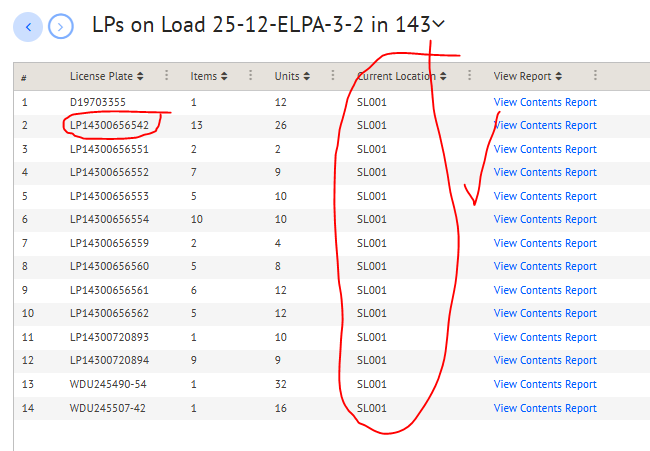 LPs on Load 25-12-ELPA-3-2 in 143
# License Plate Items Units Current Location View Report
1 D19703355 1 12 SL001 View Contents Report
2 LP14300656542 13 26 SL001 View Contents Report
3 LP14300656551 2 2 SL001 View Contents Report
4 LP14300656552 7 9 SL001 View Contents Report
5 LP14300656553 5 10 SL001 View Contents Report
6 LP14300656554 10 10 SL001 View Contents Report
7 LP14300656559 2 4 SL001 View Contents Report
8 LP14300656560 5 8 SL001 View Contents Report
9 LP14300656561 6 12 SL001 View Contents Report
10 LP14300656562 5 12 SL001 View Contents Report
11 LP14300720893 1 10 SL001 View Contents Report
12 LP14300720894 9 9 SL001 View Contents Report
13 WDU245490-54 1 32 SL001 View Contents Report
14 WDU245507-42 1 16 SL001 View Contents Report